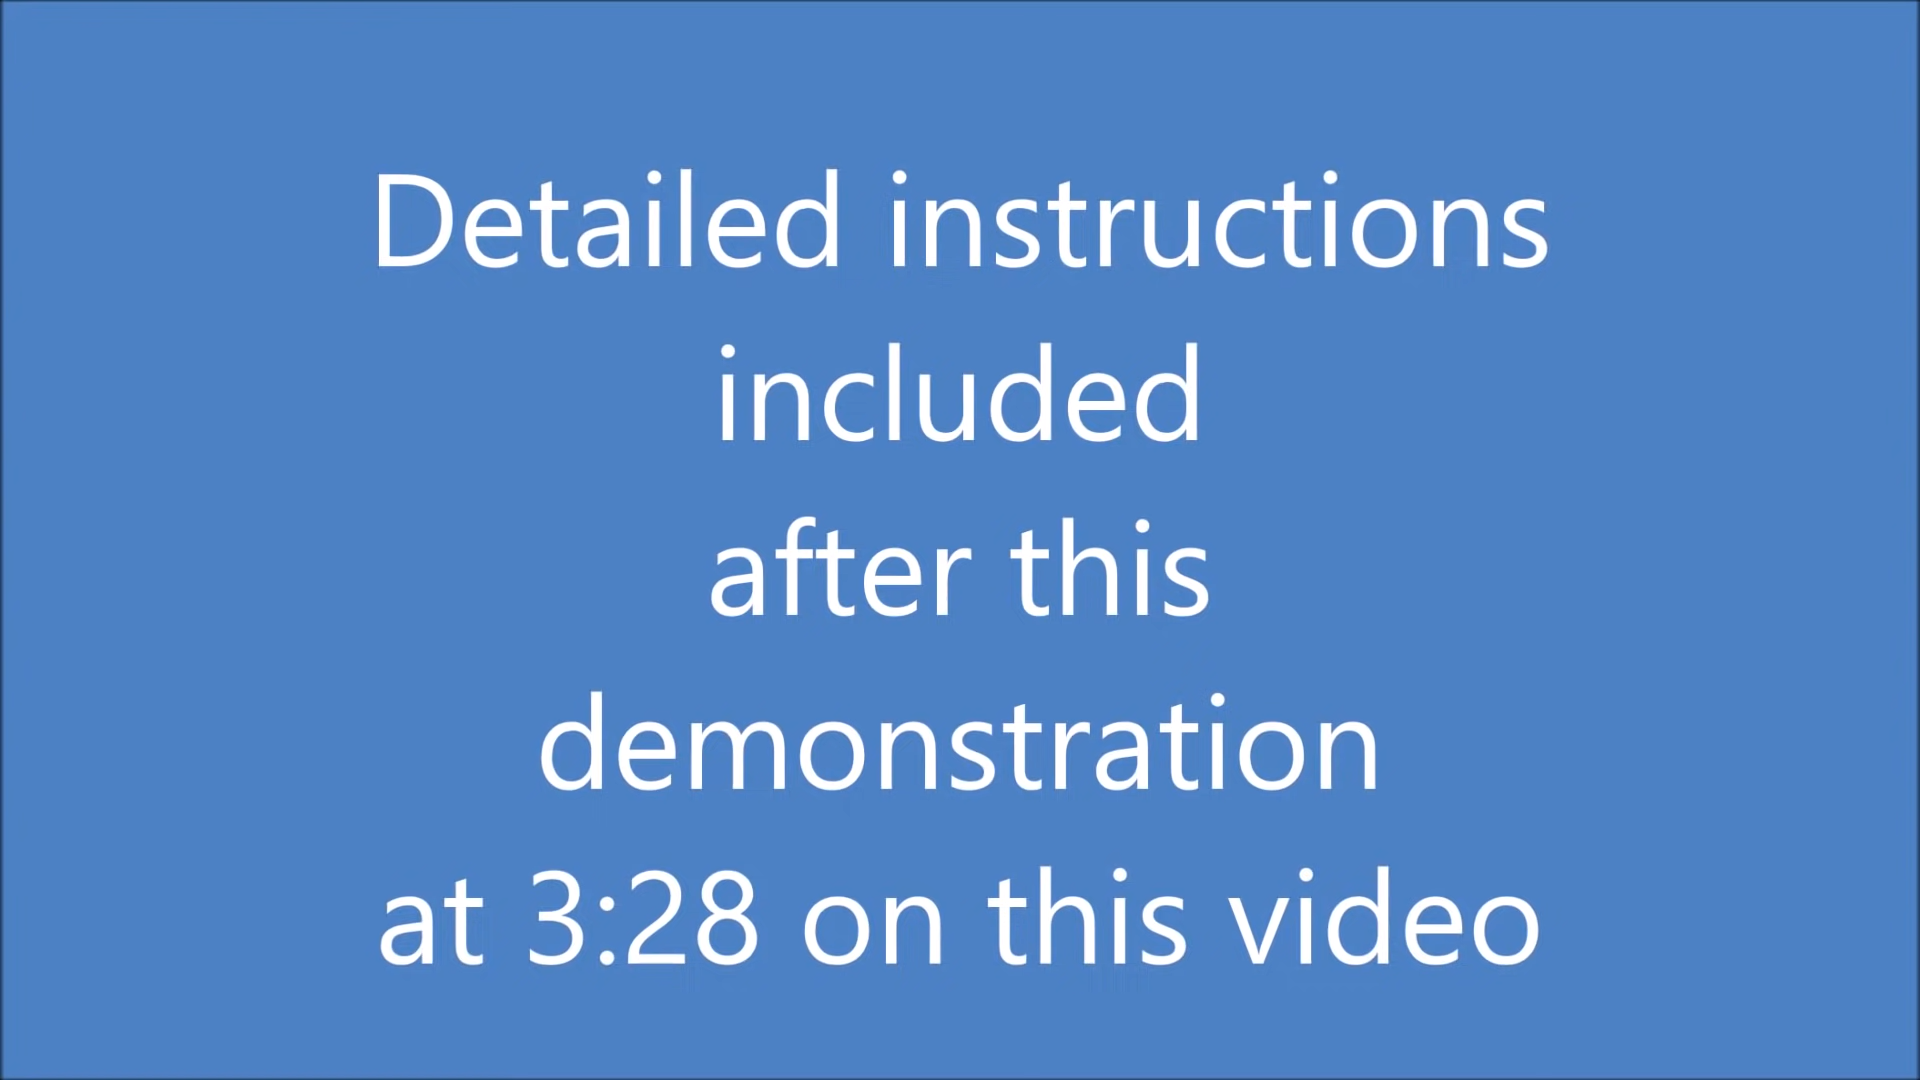 Detailed instructions
included
after this
demonstration
at 3:28 on this video